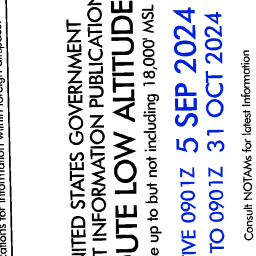 ations for information within foreign airspace.
ITED STATES GOVERNMENT
T INFORMATION PUBLICATION
UTE LOW ALTITUDE
e up to but not including 18,000' MSL
IVE 0901Z 5 SEP 2024
TO 0901Z 31 OCT 2024
Consult NOTAMs for latest Information